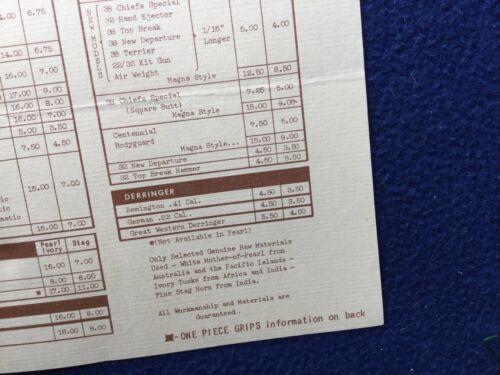 38 Chiefs Special
32 Hand Ejector
38 Top Break
38 New Departure
38 Terrier
22/32 Kit Gun
Air Weight
1/16" Longer
5.00 4.00
NEW MODELS
Magna Style 12.50 8.50
38 Chiefs Special 7.25 5.00
(Square Butt)
Magna Style 15.00 9.00
Centennial 7.50 5.00
Bodyguard Magna Style... 15.00 9.00
32 New Departure 4.50 3.50
32 Top Break Hammer 4.50 3.50
DERRINGER
Remington .41 Cal. 4.50 3.50
German .22 Cal. 4.50 3.50
Great Western Derringer 5.50 4.50
*(Not Available in Pearl)
Only Selected Genuine Raw Materials
Used - White Mother-of-Pearl from
Australia and the Pacific Islands -
Ivory Tusks from Africa and India -
Fine Stag Horn from India.
All Workmanship and Materials are
Guaranteed.
-ONE PIECE GRIPS information on back
14.00 6.75
14.00 6.75
16.00 7.00
17.00 9.00
16.00 8.00
16.00 8.00
5.00 3.50
7.50 4.50
15.00 7.00
16.00 7.00
Pearl Ivory Stag
16.00 7.00
8.00 6.00
* 17.00 11.00
16.00 8.00
18.00 8.00